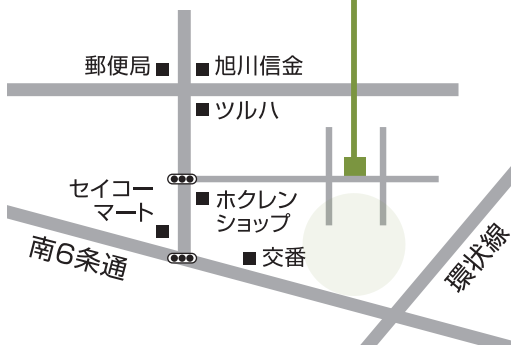 郵便局
旭川信金
ツルハ
セイコー
マート
ホクレン
ショップ
交番
南6条通
環状線